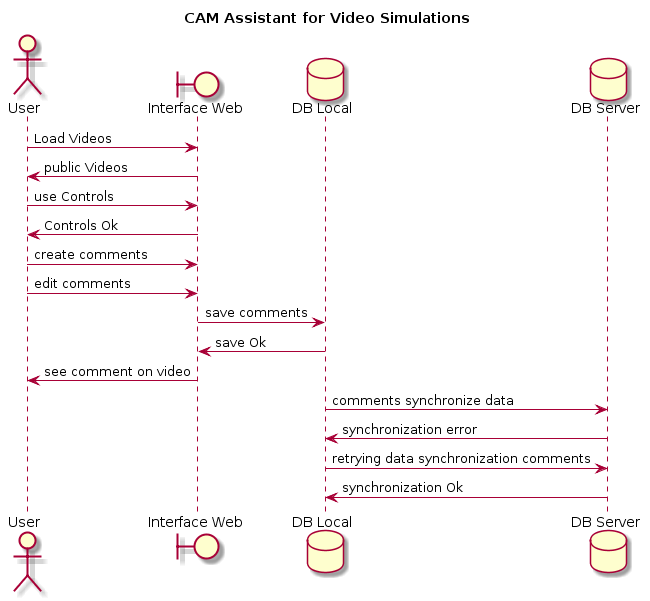 CAM Assistant for Video Simulations
User
Interface Web
DB Local
DB Server
Load Videos
public Videos
use Controls
Controls Ok
create comments
edit comments
save comments
save Ok
see comment on video
comments synchronize data
synchronization error
retrying data synchronization comments
synchronization Ok
User
Interface Web
DB Local
DB Server